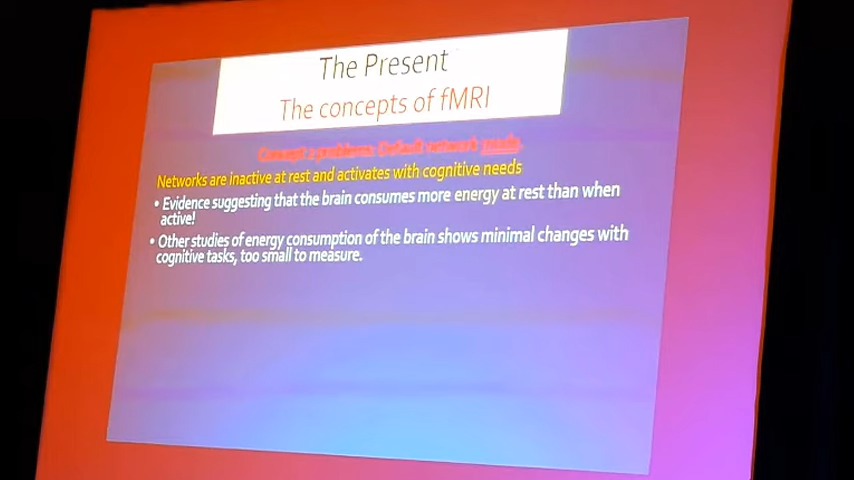 The Present
The concepts of fMRI
Concept 2 problems: Default network mode.
Networks are inactive at rest and activates with cognitive needs
• Evidence suggesting that the brain consumes more energy at rest than when
active!
• Other studies of energy consumption of the brain shows minimal changes with
cognitive tasks, too small to measure.